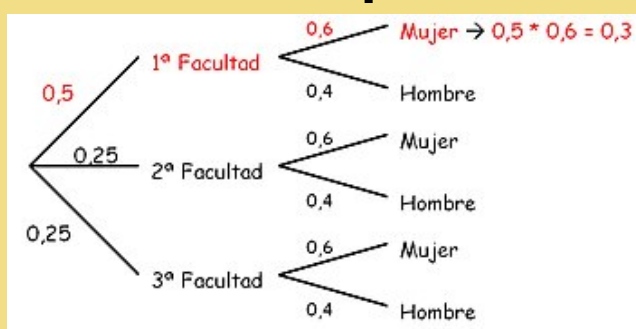 0,6
Mujer → 0,5 * 0,6 = 0,3
1ª Facultad
0,5
0,4
Hombre
0,6
Mujer
0,25
2ª Facultad
0,4
Hombre
0,25
0,6
Mujer
3ª Facultad
0,4
Hombre